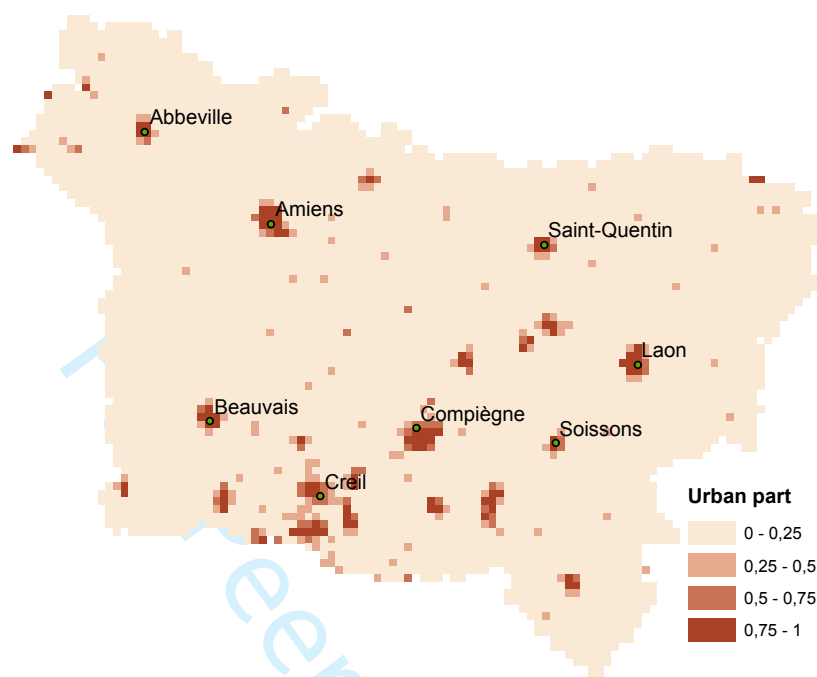 Abbeville
Amiens
Saint-Quentin
Laon
Beauvais
Compiègne
Soissons
Creil
Urban part
0 - 0,25
0,25 - 0,5
0,5 - 0,75
0,75 - 1